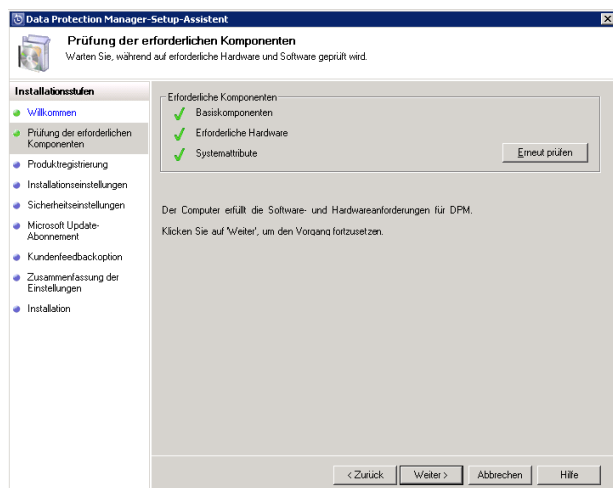 Data Protection Manager-Setup-Assistent
Prüfung der erforderlichen Komponenten
Warten Sie, während auf erforderliche Hardware und Software geprüft wird.
Installationsstufen
Willkommen
Prüfung der erforderlichen
Komponenten
Produktregistrierung
Installationseinstellungen
Sicherheitseinstellungen
Microsoft Update-
Abonnement
Kundenfeedbackoption
Zusammenfassung der
Einstellungen
Installation
Erforderliche Komponenten
Basiskomponenten
Erforderliche Hardware
Systemattribute
Erneut prüfen
Der Computer erfüllt die Software- und Hardwareanforderungen für DPM.
Klicken Sie auf 'Weiter', um den Vorgang fortzusetzen.
< Zurück
Weiter >
Abbrechen
Hilfe